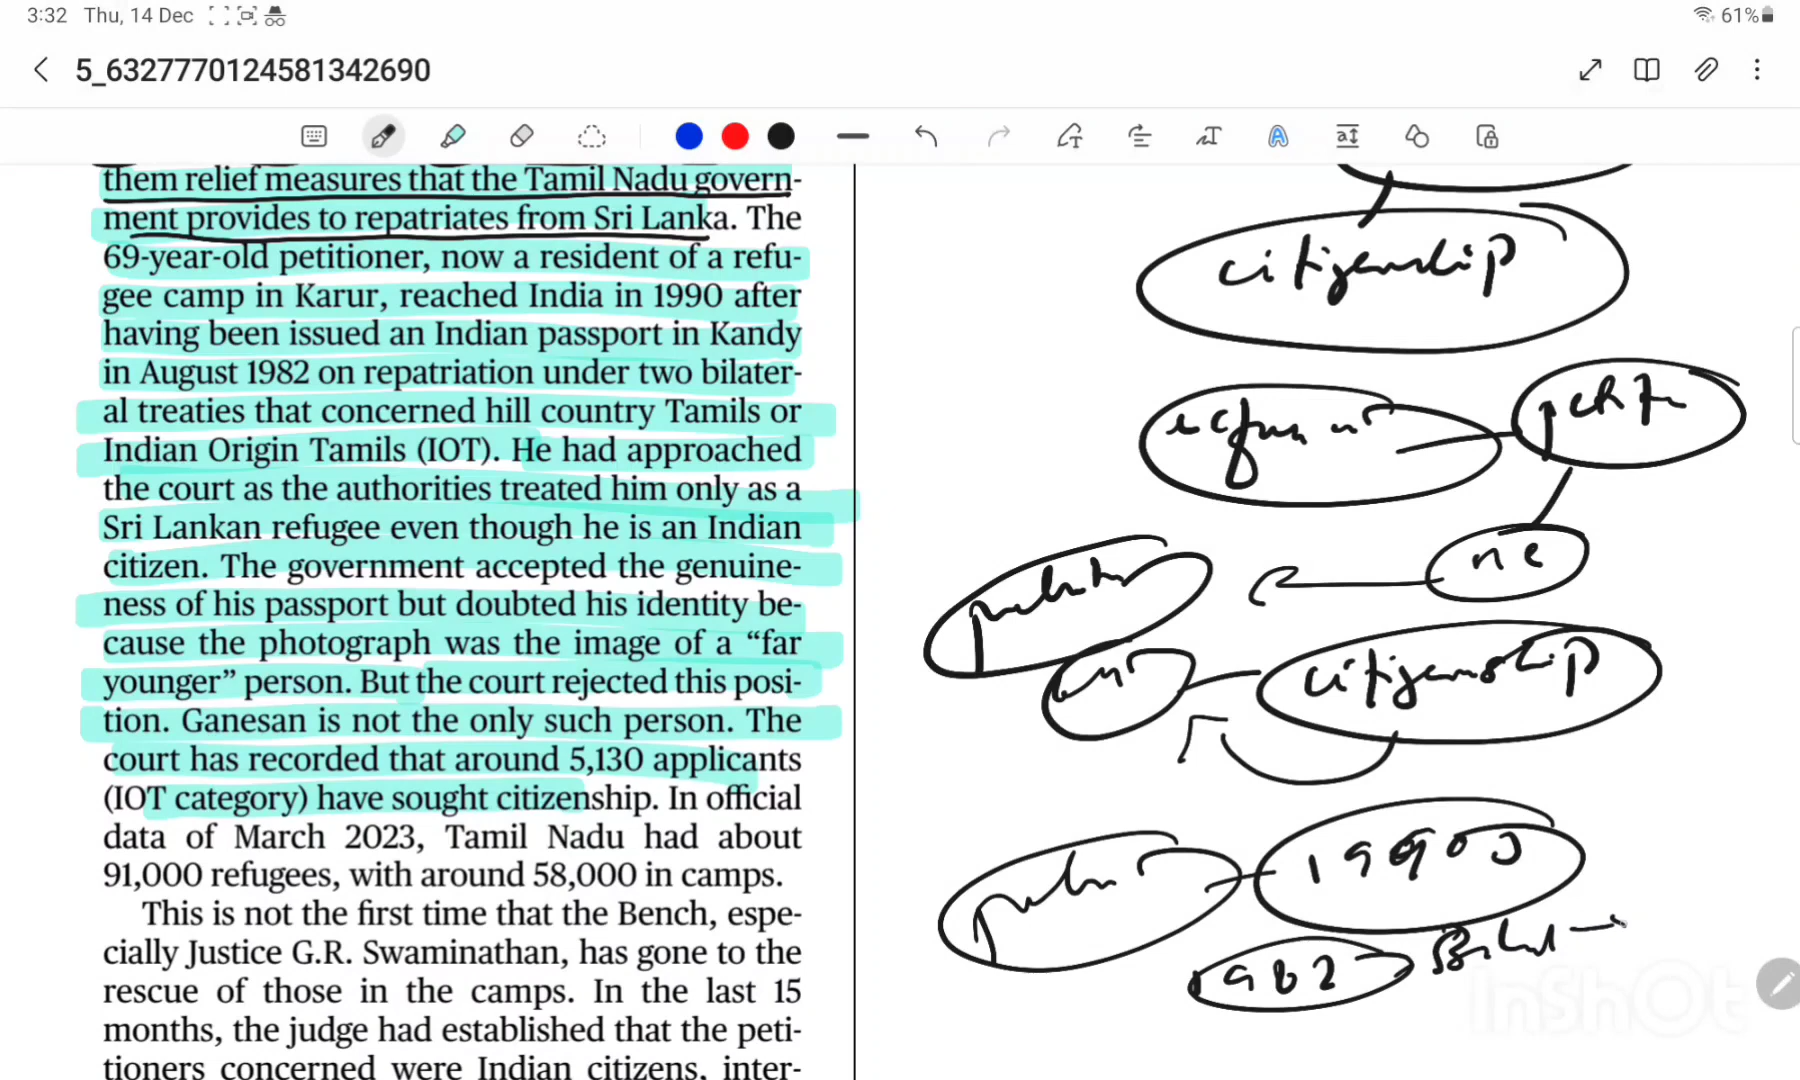 3:32 Thu, 14 Dec
61%
5_6327770124581342690
them relief measures that the Tamil Nadu govern-
ment provides to repatriates from Sri Lanka. The
69-year-old petitioner, now a resident of a refu-
gee camp in Karur, reached India in 1990 after
having been issued an Indian passport in Kandy
in August 1982 on repatriation under two bilater-
al treaties that concerned hill country Tamils or
Indian Origin Tamils (IOT). He had approached
the court as the authorities treated him only as a
Sri Lankan refugee even though he is an Indian
citizen. The government accepted the genuine-
ness of his passport but doubted his identity be-
cause the photograph was the image of a “far
younger” person. But the court rejected this posi-
tion. Ganesan is not the only such person. The
court has recorded that around 5,130 applicants
(IOT category) have sought citizenship. In official
data of March 2023, Tamil Nadu had about
91,000 refugees, with around 58,000 in camps.
This is not the first time that the Bench, espe-
cially Justice G.R. Swaminathan, has gone to the
rescue of those in the camps. In the last 15
months, the judge had established that the peti-
tioners concerned were Indian citizens, inter-
citizenship
citizenship
1990s
1982
InShOt